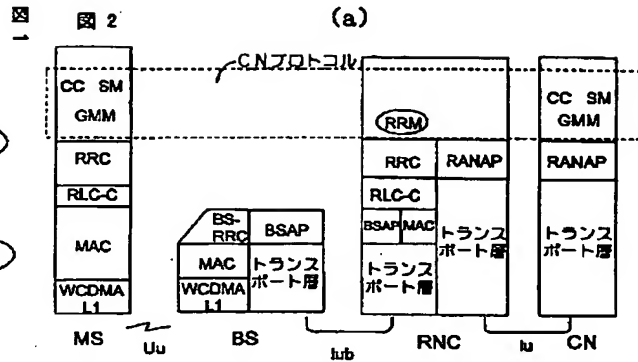 図
1
図 2
(a)
CNプロトコル
CC SM
GMM
RRC
RLC-C
MAC
WCDMA
L1
MS
Uu
BS-
RRC
BSAP
MAC
トランス
ポート層
WCDMA
L1
BS
Iub
RRM
RRC
RANAP
RLC-C
BSAP
MAC
トランス
ポート層
トランス
ポート層
RNC
Iu
CC SM
GMM
RANAP
トランス
ポート層
CN